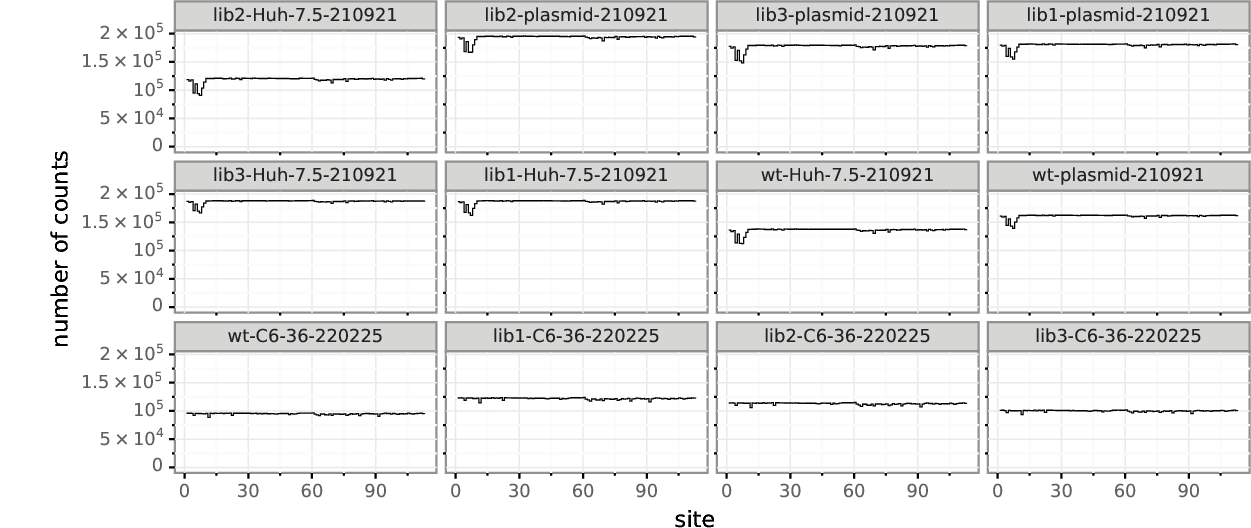 lib2-Huh-7.5-210921 lib2-plasmid-210921 lib3-plasmid-210921 lib1-plasmid-210921
2 × 10⁵
1.5 × 10⁵
10⁵
5 × 10⁴
0
lib3-Huh-7.5-210921 lib1-Huh-7.5-210921 wt-Huh-7.5-210921 wt-plasmid-210921
2 × 10⁵
1.5 × 10⁵
10⁵
5 × 10⁴
0
number of counts
wt-C6-36-220225 lib1-C6-36-220225 lib2-C6-36-220225 lib3-C6-36-220225
2 × 10⁵
1.5 × 10⁵
10⁵
5 × 10⁴
0
0 30 60 90 0 30 60 90 0 30 60 90 0 30 60 90
site